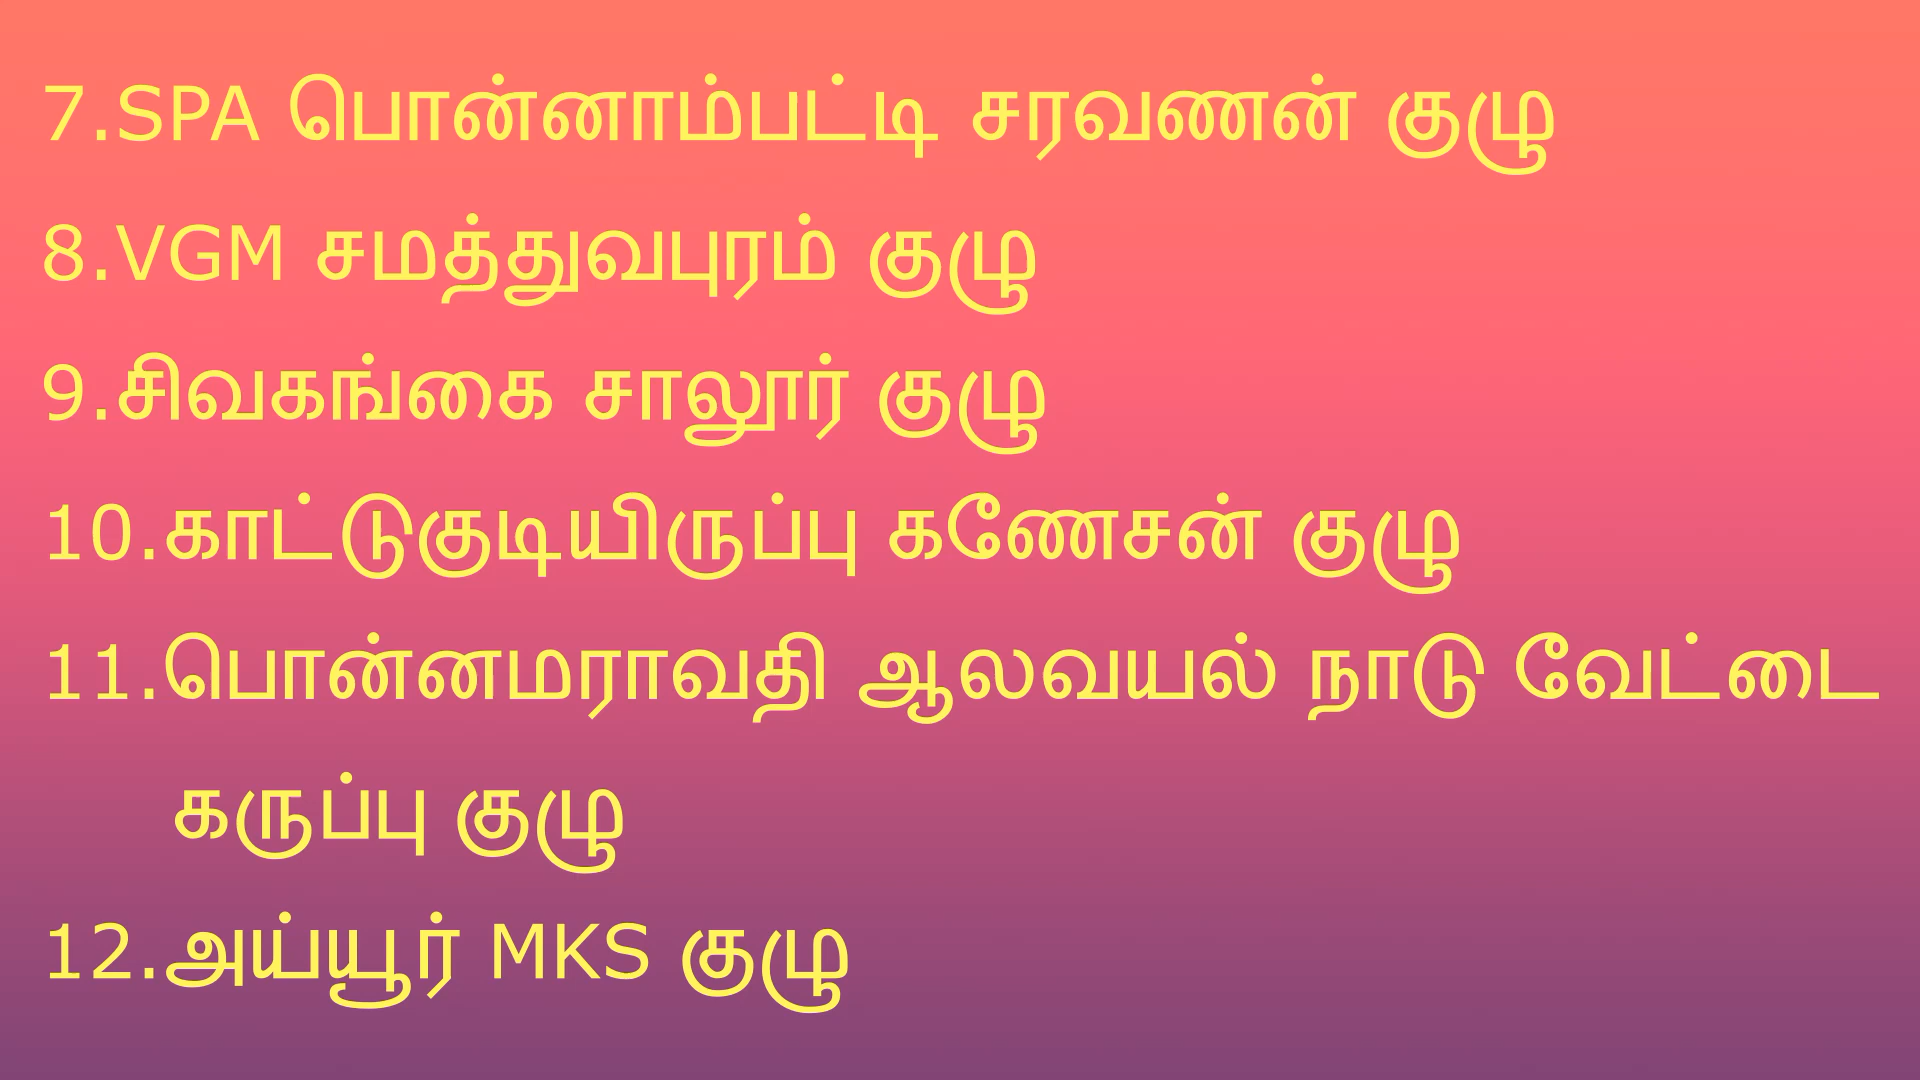 7.SPA பொன்னாம்பட்டி சரவணன் குழு
8.VGM சமத்துவபுரம் குழு
9.சிவகங்கை சாலூர் குழு
10.காட்டுகுடியிருப்பு கணேசன் குழு
11.பொன்னமராவதி ஆலவயல் நாடு வேட்டை
கருப்பு குழு
12.அய்யூர் MKS குழு